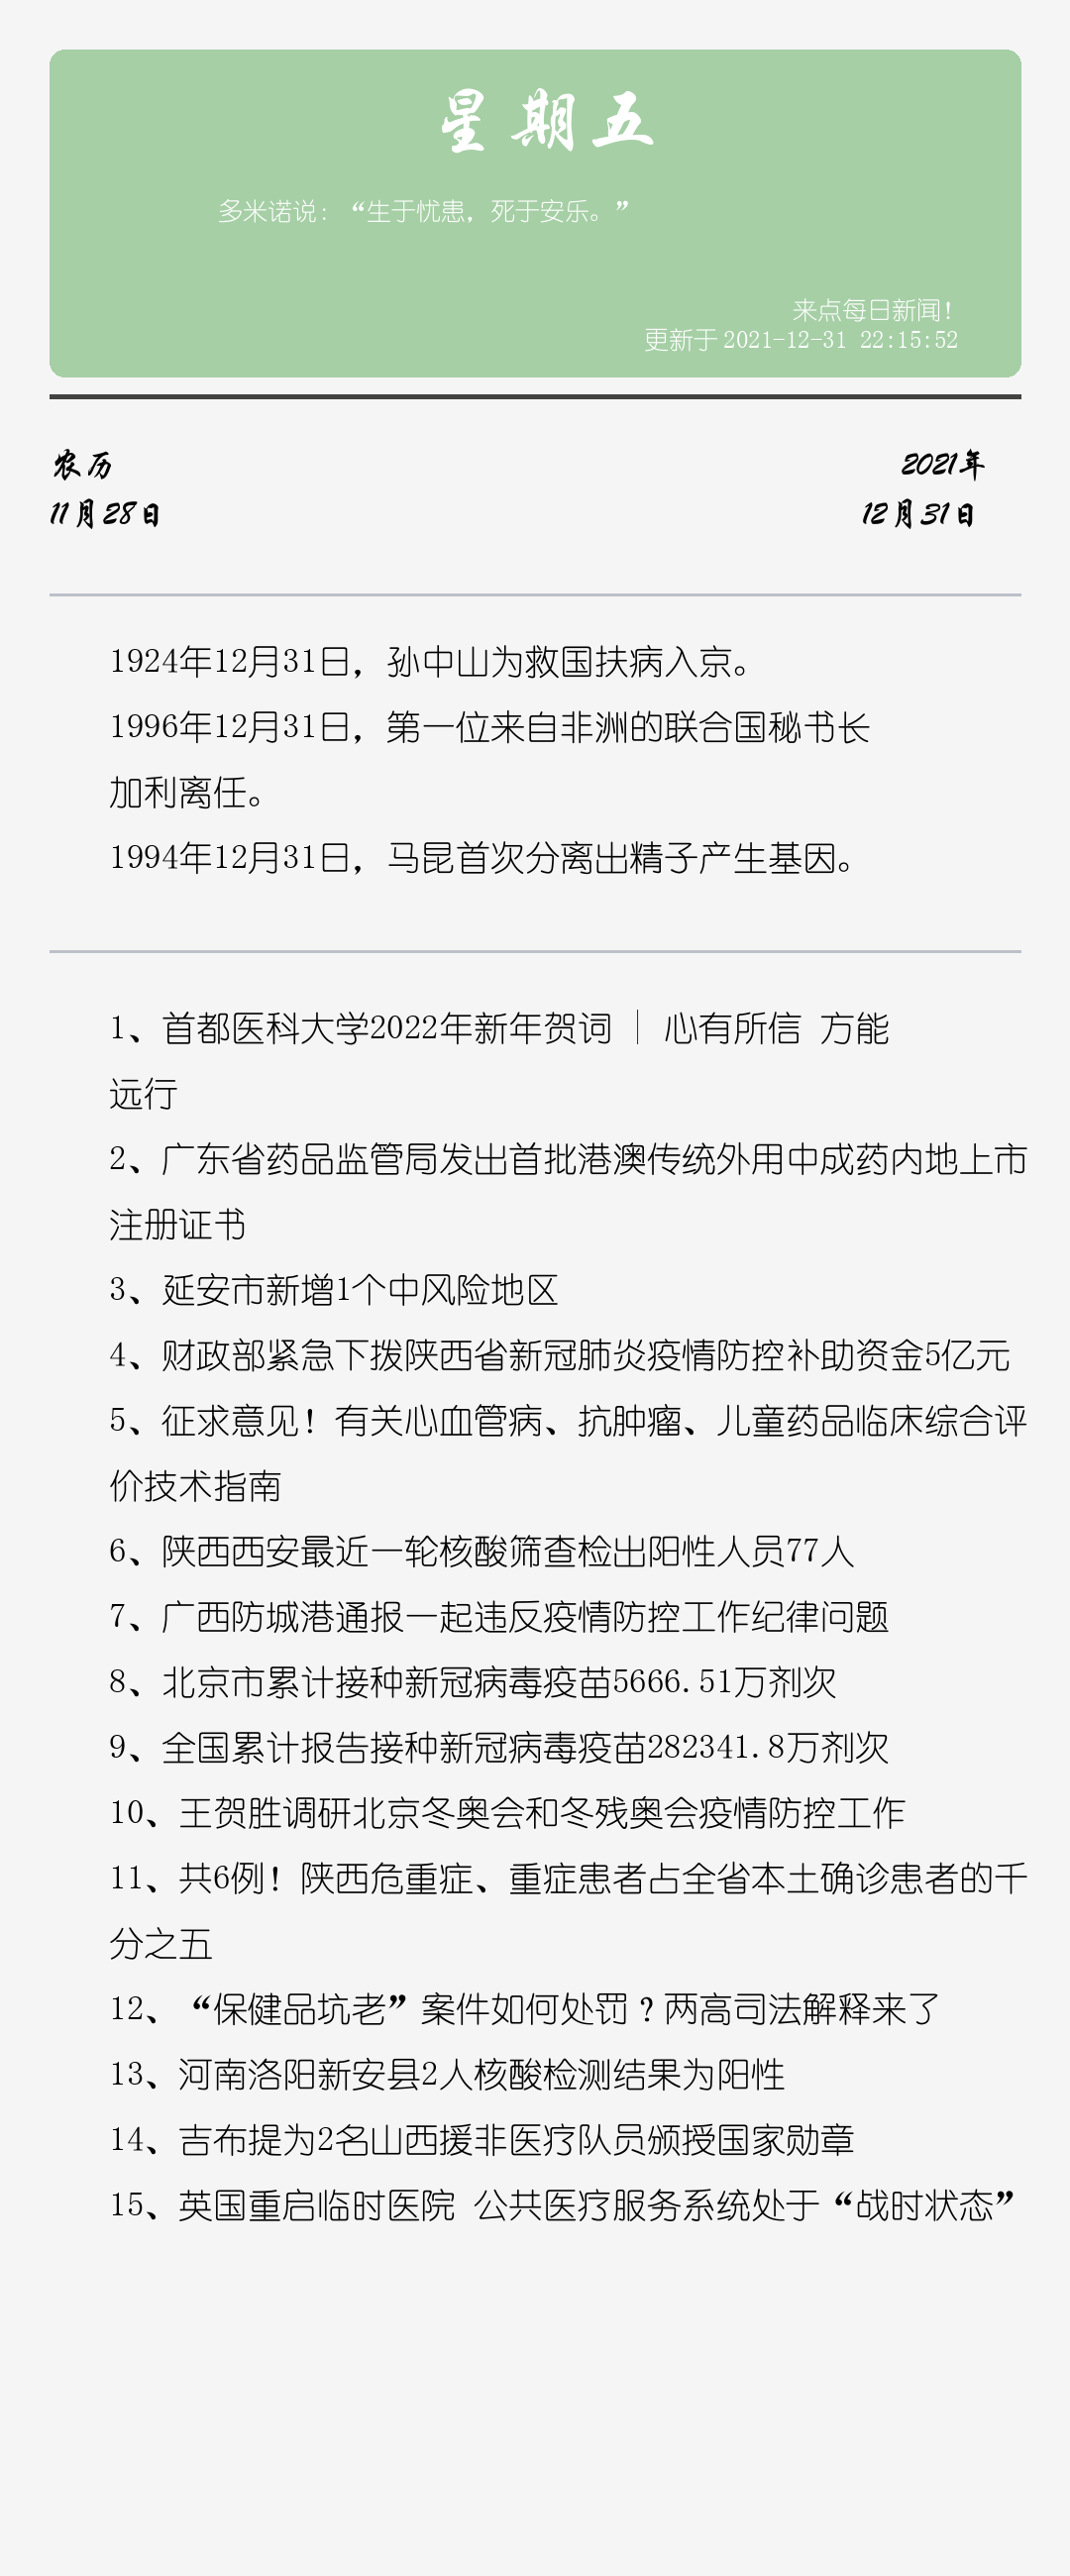 星期五
多米诺说：“生于忧患，死于安乐。”
来点每日新闻！
更新于 2021-12-31 22:15:52
农历
2021年
11月28日
12月31日
1924年12月31日，孙中山为救国扶病入京。
1996年12月31日，第一位来自非洲的联合国秘书长
加利离任。
1994年12月31日，马昆首次分离出精子产生基因。
1、首都医科大学2022年新年贺词 | 心有所信 方能
远行
2、广东省药品监管局发出首批港澳传统外用中成药内地上市
注册证书
3、延安市新增1个中风险地区
4、财政部紧急下拨陕西省新冠肺炎疫情防控补助资金5亿元
5、征求意见！有关心血管病、抗肿瘤、儿童药品临床综合评
价技术指南
6、陕西西安最近一轮核酸筛查检出阳性人员77人
7、广西防城港通报一起违反疫情防控工作纪律问题
8、北京市累计接种新冠病毒疫苗5666.51万剂次
9、全国累计报告接种新冠病毒疫苗282341.8万剂次
10、王贺胜调研北京冬奥会和冬残奥会疫情防控工作
11、共6例！陕西危重症、重症患者占全省本土确诊患者的千
分之五
12、“保健品坑老”案件如何处罚？两高司法解释来了
13、河南洛阳新安县2人核酸检测结果为阳性
14、吉布提为2名山西援非医疗队员颁授国家勋章
15、英国重启临时医院 公共医疗服务系统处于“战时状态”